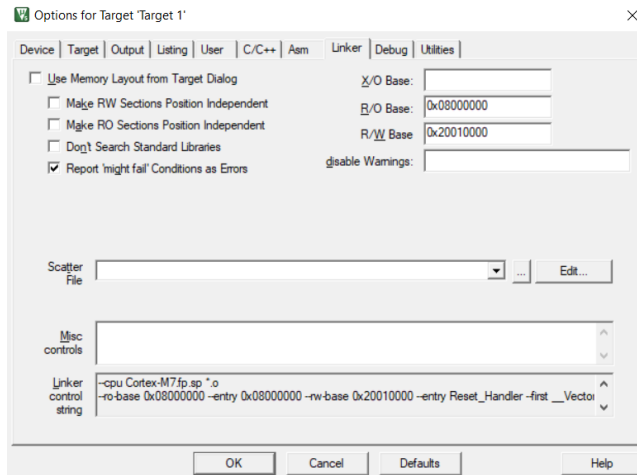 Options for Target 'Target 1'
Device Target Output Listing User C/C++ Asm Linker Debug Utilities
Use Memory Layout from Target Dialog
Make RW Sections Position Independent
Make RO Sections Position Independent
Don't Search Standard Libraries
Report 'might fail' Conditions as Errors
X/O Base:
R/O Base: 0x08000000
R/W Base 0x20010000
disable Warnings:
Scatter
File
... Edit...
Misc
controls
Linker
control
string
--cpu Cortex-M7.fp.sp *.o
--ro-base 0x08000000 --entry 0x08000000 --rw-base 0x20010000 --entry Reset_Handler --first __Vector
OK Cancel Defaults Help